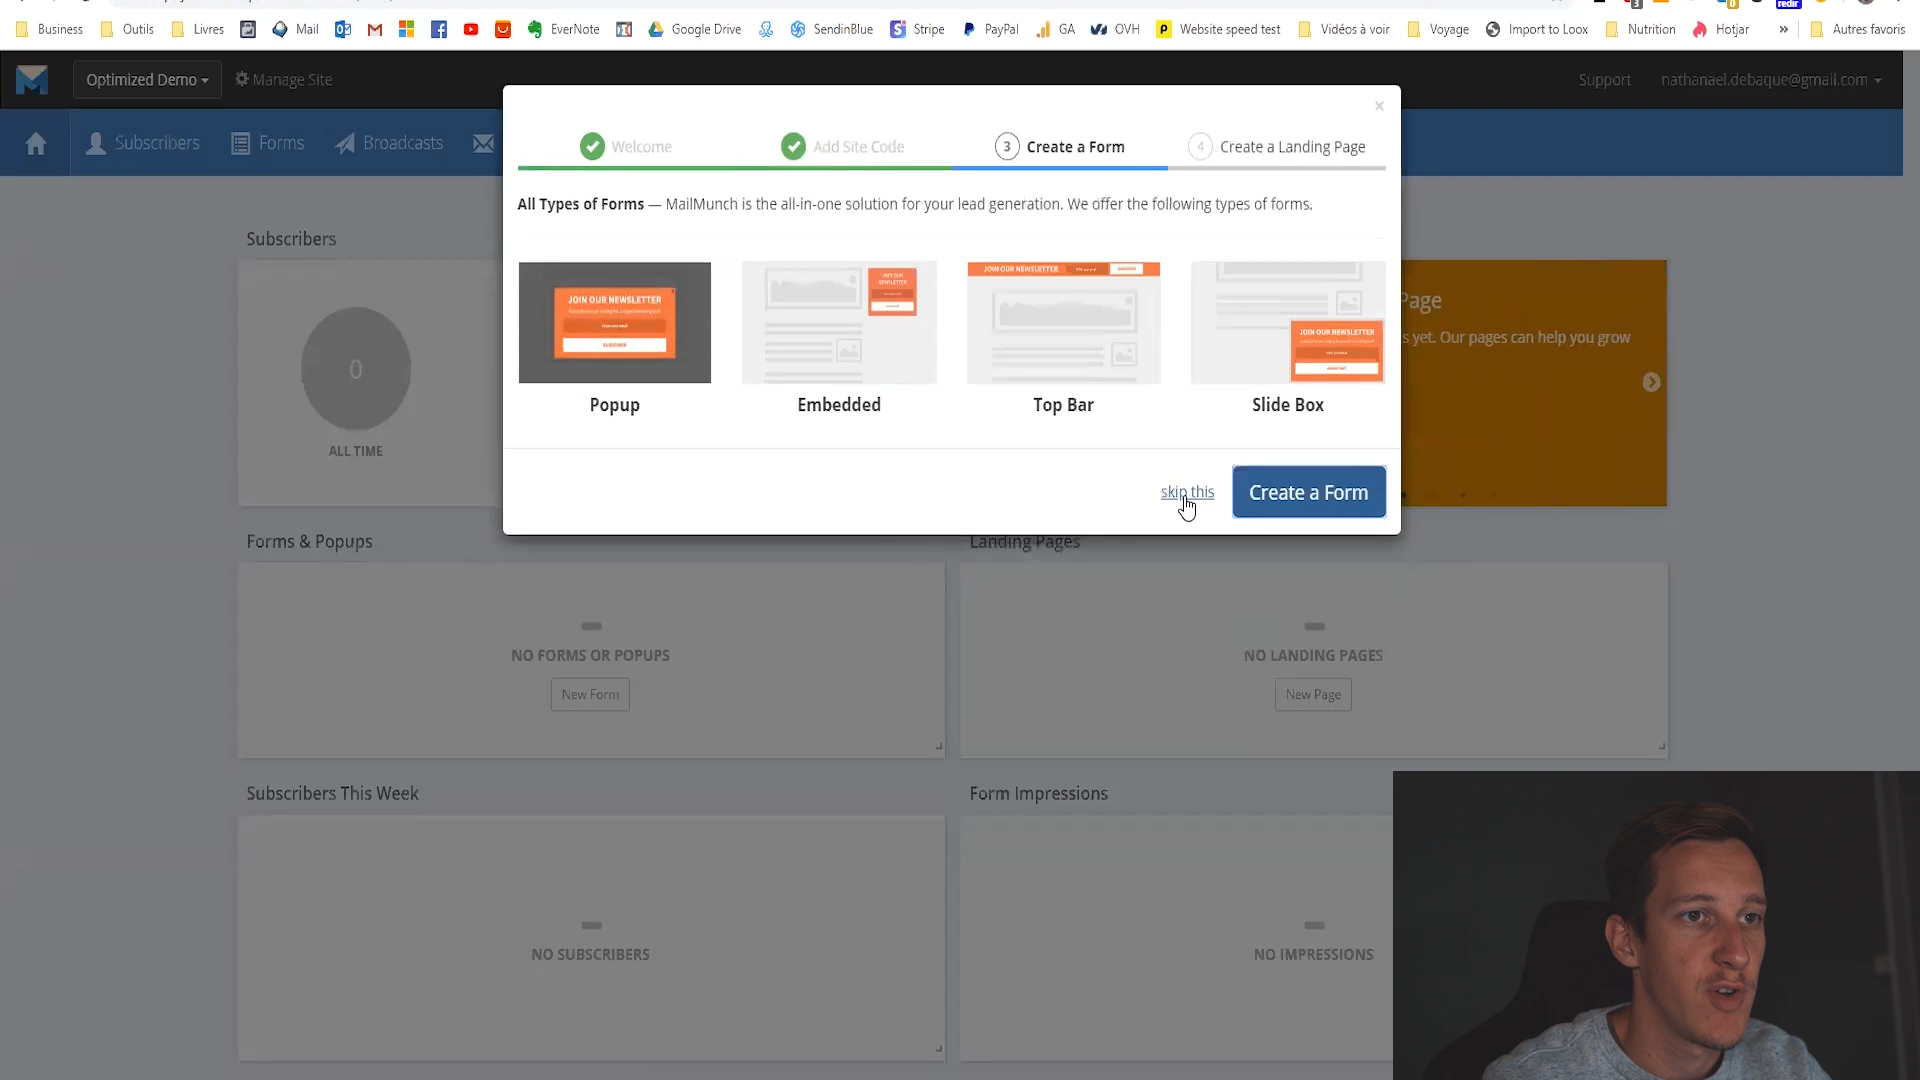 Business
Outils
Livres
Mail
EverNote
Google Drive
SendinBlue
Stripe
PayPal
GA
OVH
Website speed test
Vidéos à voir
Voyage
Import to Loox
Nutrition
Hotjar
»
Autres favoris
Optimized Demo
Manage Site
Support
nathanael.debaque@gmail.com
Subscribers
Forms
Broadcasts
×
Welcome
Add Site Code
3 Create a Form
4 Create a Landing Page
All Types of Forms — MailMunch is the all-in-one solution for your lead generation. We offer the following types of forms.
JOIN OUR NEWSLETTER
JOIN OUR
NEWSLETTER
JOIN OUR NEWSLETTER
JOIN OUR NEWSLETTER
Popup
Embedded
Top Bar
Slide Box
skip this
Create a Form
Subscribers
0
ALL TIME
Page
s yet. Our pages can help you grow
Forms & Popups
Landing Pages
NO FORMS OR POPUPS
New Form
NO LANDING PAGES
New Page
Subscribers This Week
Form Impressions
NO SUBSCRIBERS
NO IMPRESSIONS